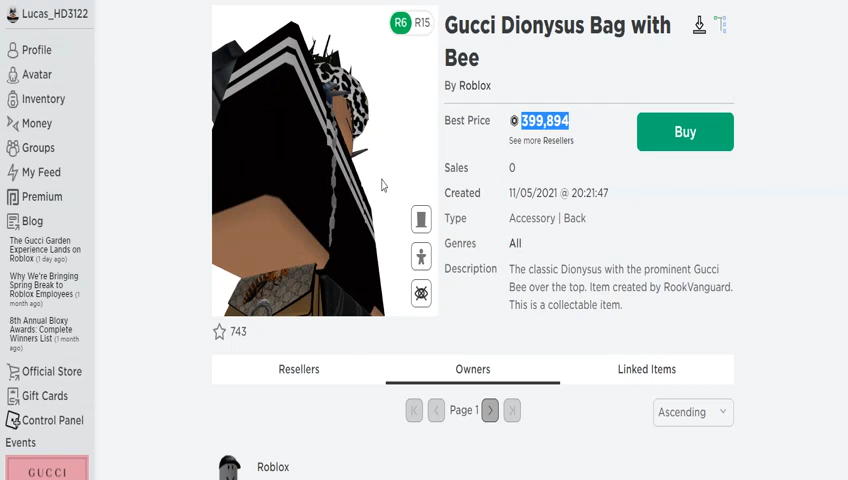 Lucas_HD3122
Profile
Avatar
Inventory
Money
Groups
My Feed
Premium
Blog
The Gucci Garden
Experience Lands on
Roblox (1 day ago)
Why We're Bringing
Spring Break to
Roblox Employees (1
month ago)
8th Annual Bloxy
Awards: Complete
Winners List (1 month
ago)
Official Store
Gift Cards
Control Panel
Events
GUCCI
R6 R15
743
Gucci Dionysus Bag with
Bee
By Roblox
Best Price 399,894
See more Resellers
Buy
Sales 0
Created 11/05/2021 @ 20:21:47
Type Accessory | Back
Genres All
Description The classic Dionysus with the prominent Gucci
Bee over the top. Item created by RookVanguard.
This is a collectable item.
Resellers Owners Linked Items
Page 1
Ascending
Roblox